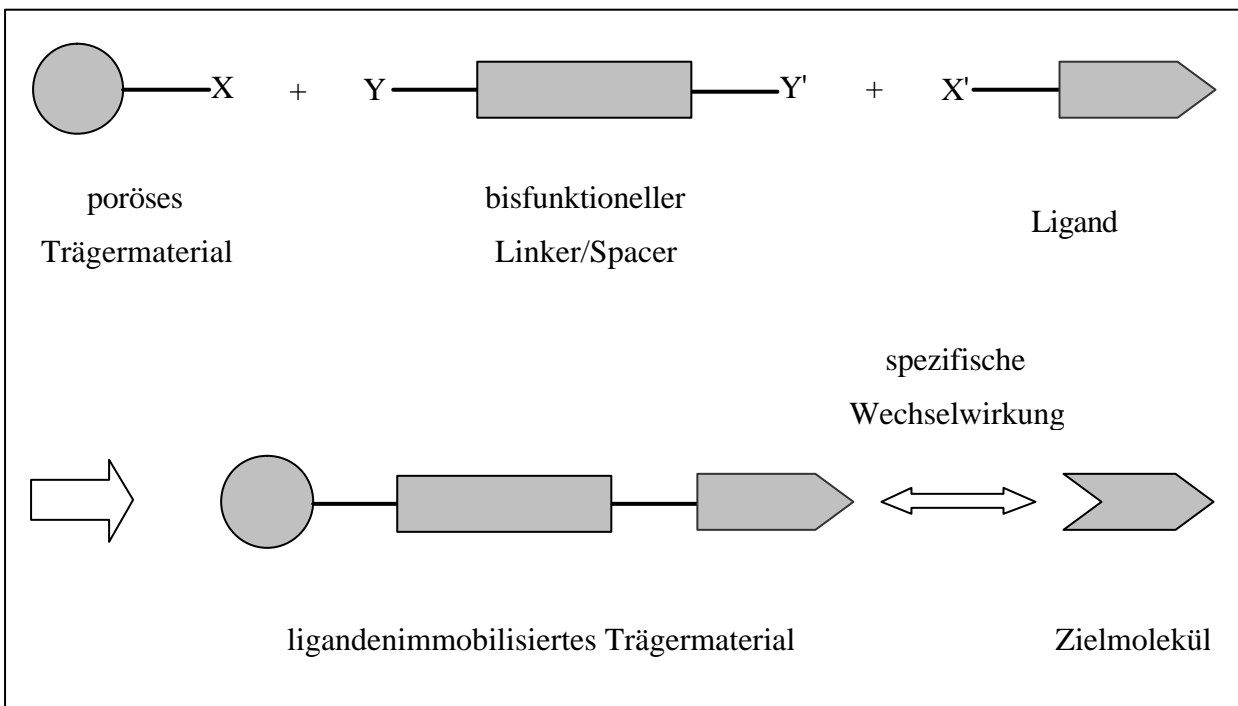 X + Y Y' + X'
poröses
Trägermaterial
bisfunktioneller
Linker/Spacer
Ligand
spezifische
Wechselwirkung
ligandenimmobilisiertes Trägermaterial
Zielmolekül